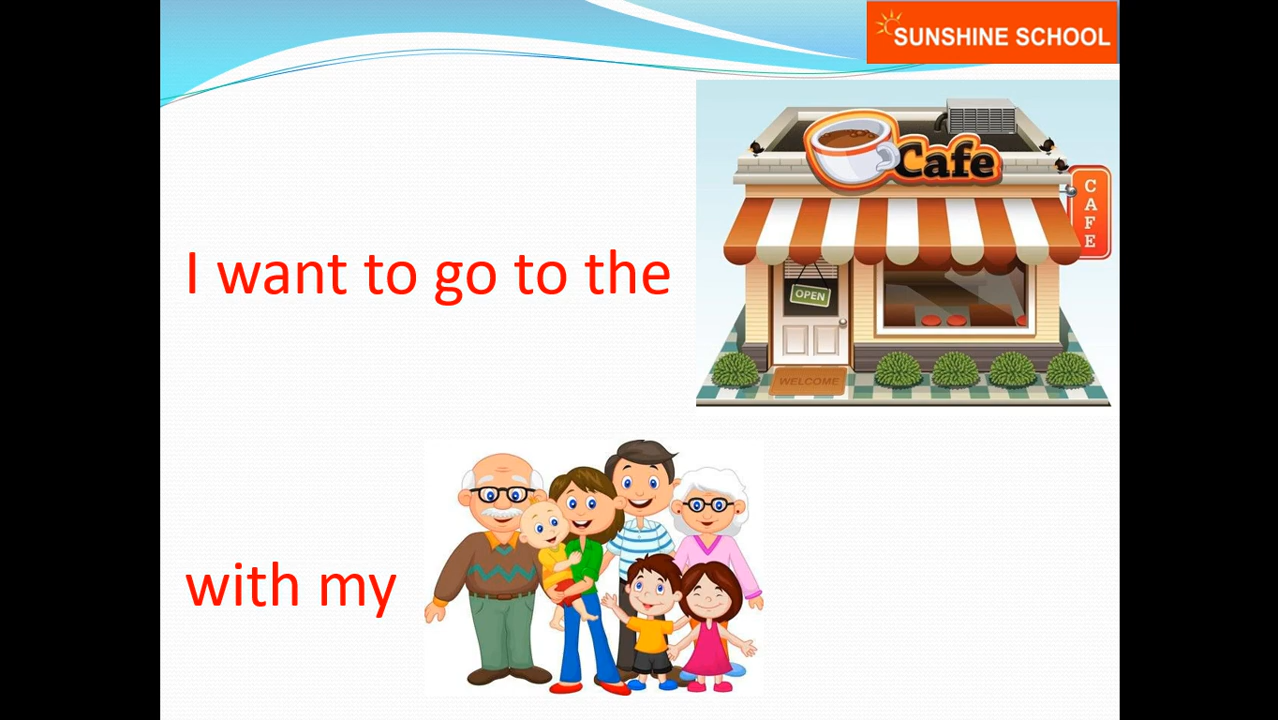 SUNSHINE SCHOOL
Cafe
CAFE
I want to go to the
OPEN
WELCOME
with my